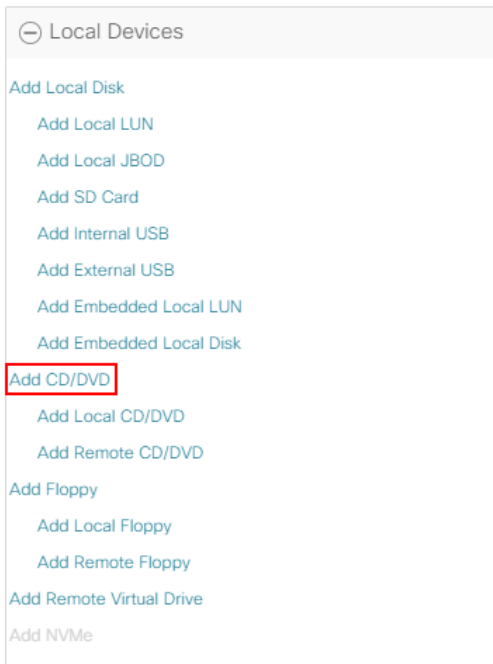 Local Devices
Add Local Disk
Add Local LUN
Add Local JBOD
Add SD Card
Add Internal USB
Add External USB
Add Embedded Local LUN
Add Embedded Local Disk
Add CD/DVD
Add Local CD/DVD
Add Remote CD/DVD
Add Floppy
Add Local Floppy
Add Remote Floppy
Add Remote Virtual Drive
Add NVMe